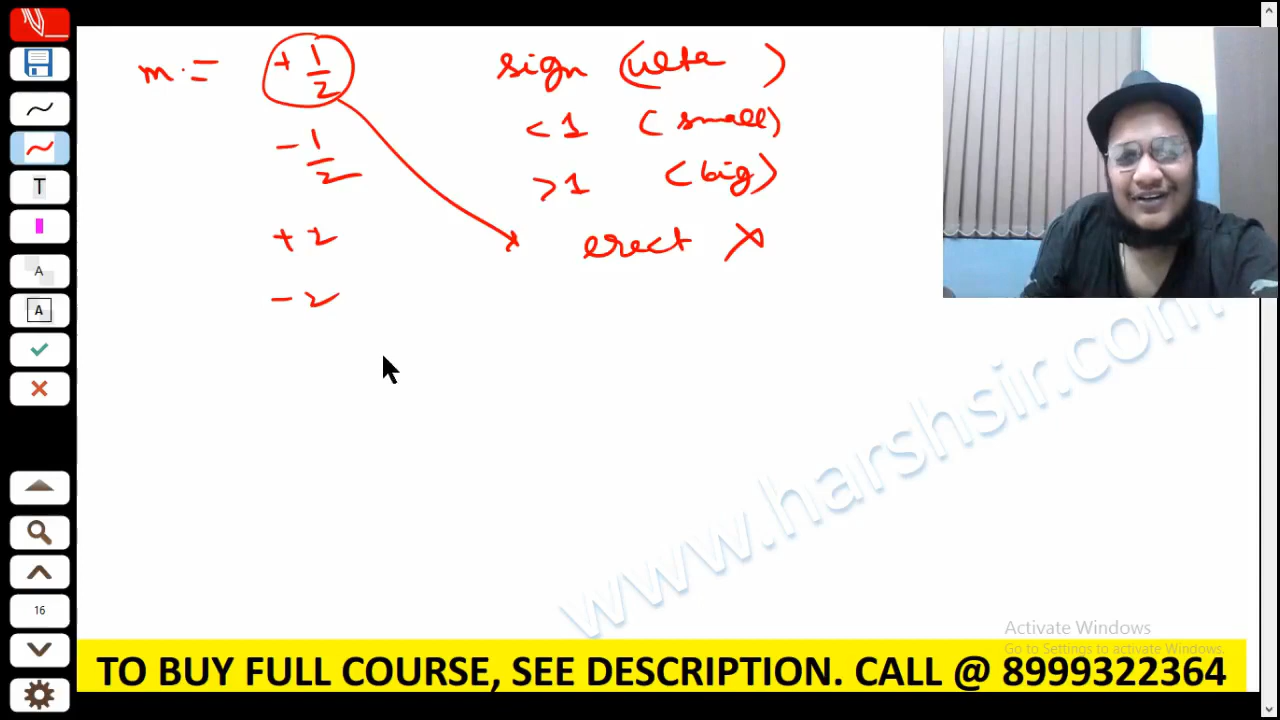 m = + 1/2
- 1/2
+ 2
- 2
sign (ulta )
< 1 (small)
> 1 (big)
erect
T
A
A
16
www.harshsir.com
Activate Windows
Go to Settings to activate Windows.
TO BUY FULL COURSE, SEE DESCRIPTION. CALL @ 8999322364